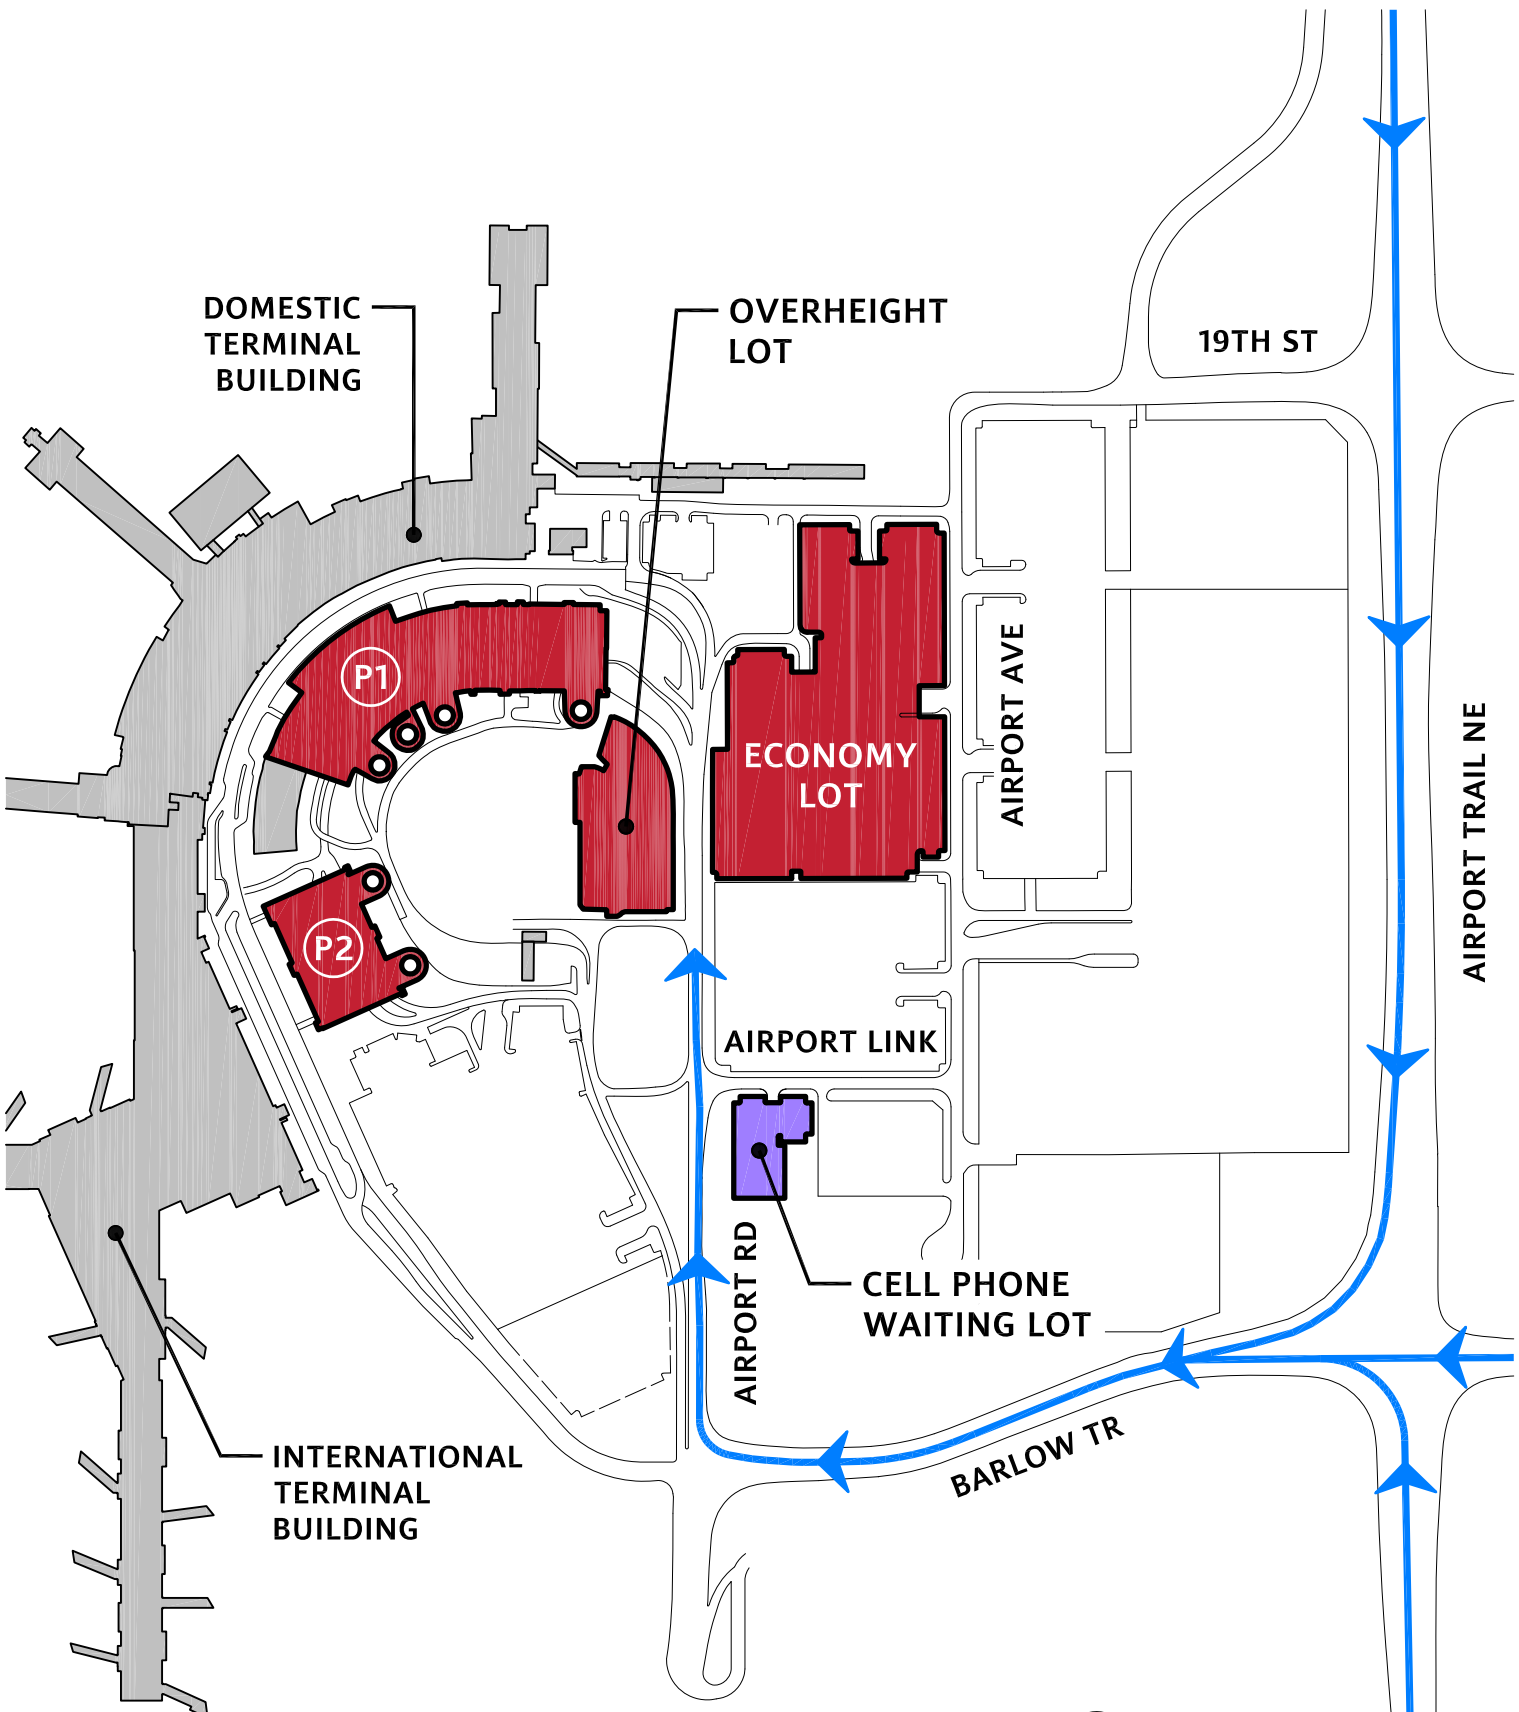 DOMESTIC
TERMINAL
BUILDING
OVERHEIGHT
LOT
19TH ST
P1
ECONOMY
LOT
AIRPORT AVE
AIRPORT TRAIL NE
P2
AIRPORT LINK
AIRPORT RD
CELL PHONE
WAITING LOT
BARLOW TR
INTERNATIONAL
TERMINAL
BUILDING